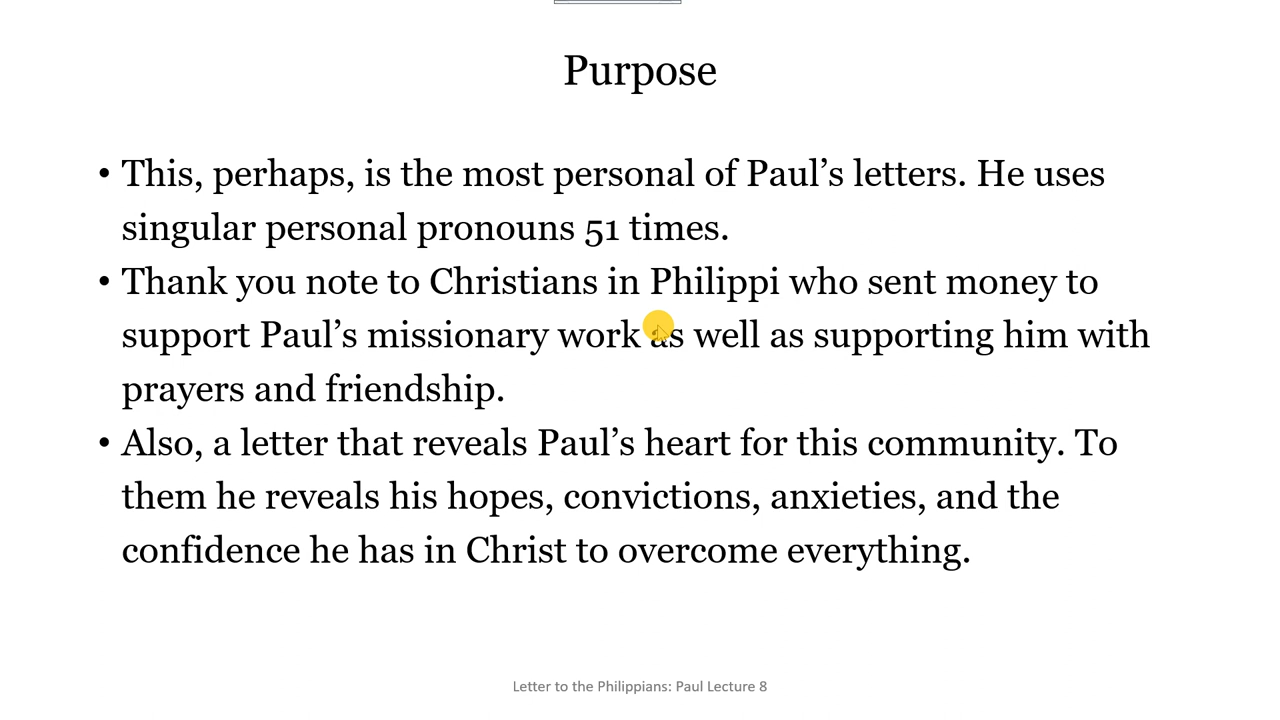 Purpose
• This, perhaps, is the most personal of Paul’s letters. He uses
singular personal pronouns 51 times.
• Thank you note to Christians in Philippi who sent money to
support Paul’s missionary work as well as supporting him with
prayers and friendship.
• Also, a letter that reveals Paul’s heart for this community. To
them he reveals his hopes, convictions, anxieties, and the
confidence he has in Christ to overcome everything.
Letter to the Philippians: Paul Lecture 8